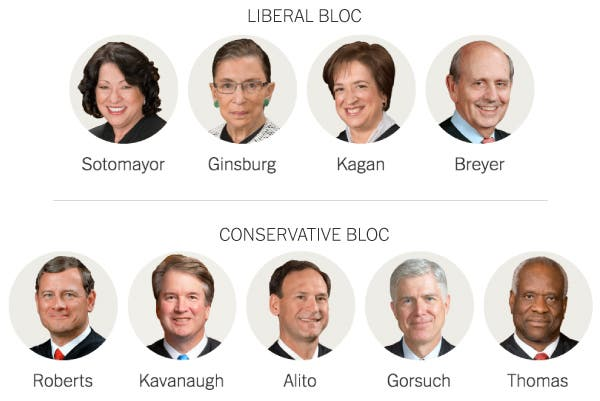 LIBERAL BLOC
Sotomayor Ginsburg Kagan Breyer
CONSERVATIVE BLOC
Roberts Kavanaugh Alito Gorsuch Thomas